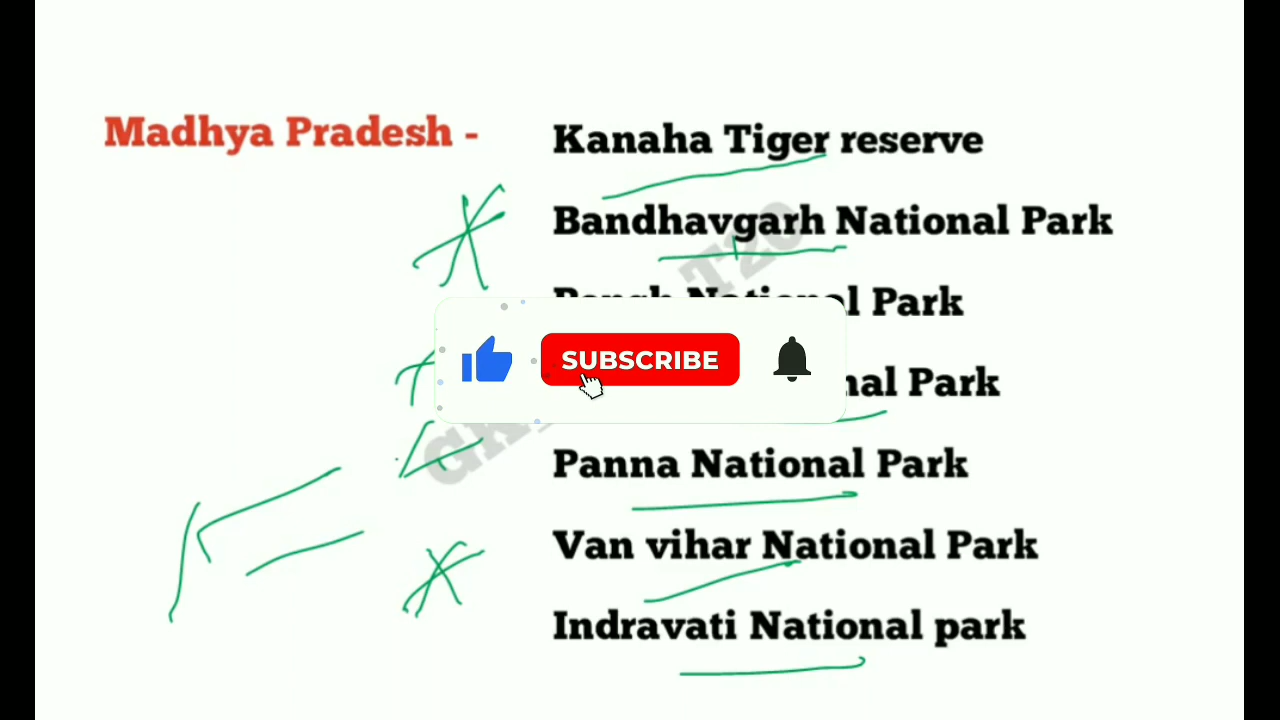 Madhya Pradesh - Kanaha Tiger reserve
Bandhavgarh National Park
National Park
SUBSCRIBE
Park
Panna National Park
Van vihar National Park
Indravati National park